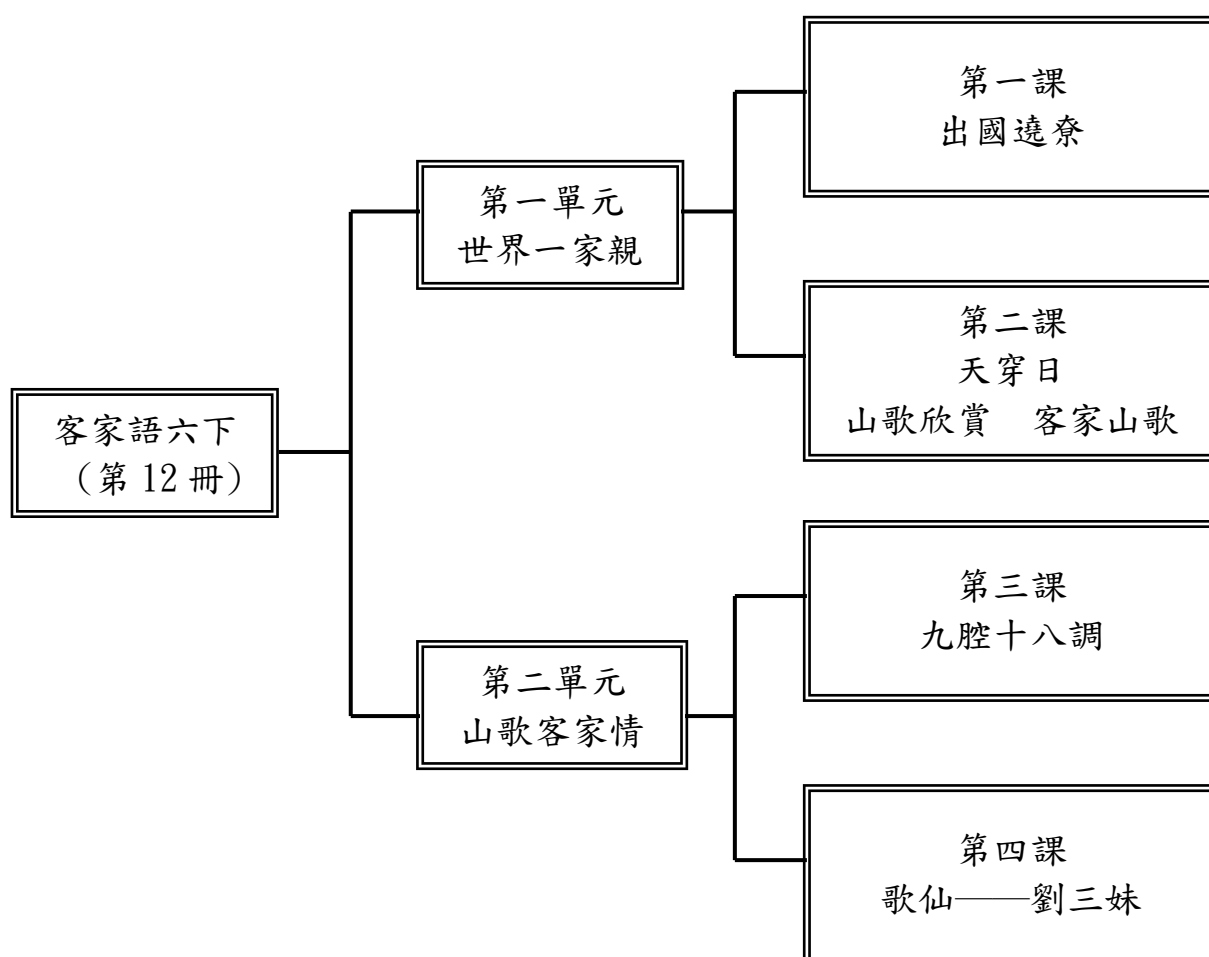 客家語六下
（第 12 冊）
第一單元
世界一家親
第一課
出國遶尞
第二課
天穿日
山歌欣賞　客家山歌
第二單元
山歌客家情
第三課
九腔十八調
第四課
歌仙——劉三妹